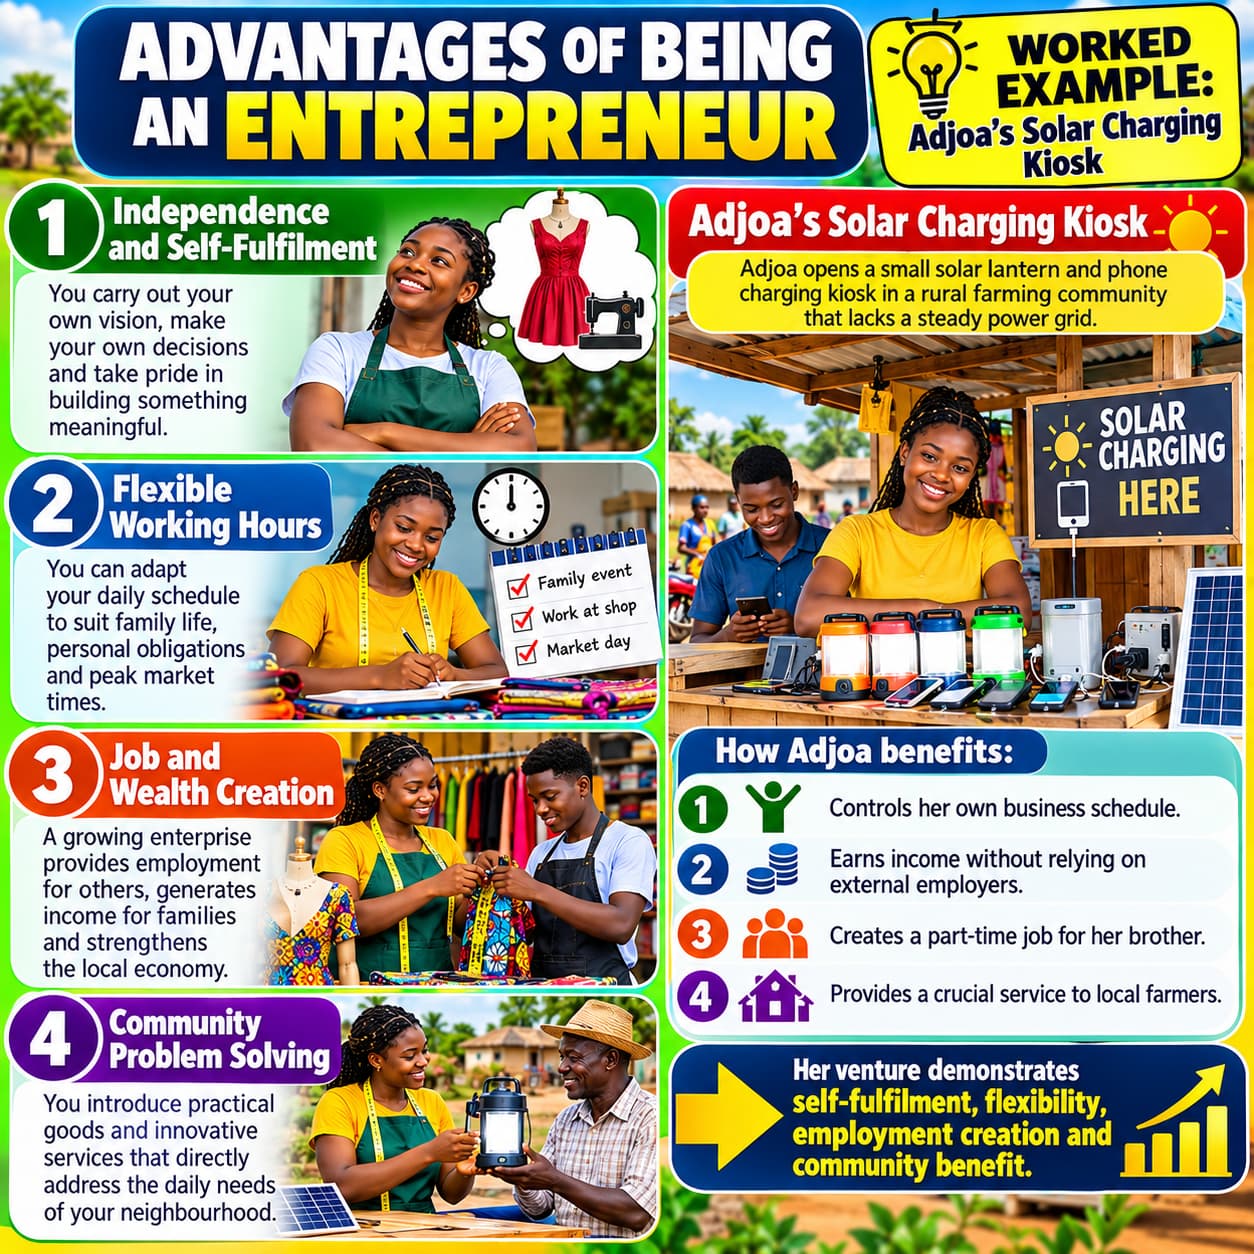 ADVANTAGES OF BEING
AN ENTREPRENEUR
WORKED
EXAMPLE:
Adjoa's Solar Charging
Kiosk
1
Independence
and Self-Fulfilment
You carry out your
own vision, make
your own decisions
and take pride in
building something
meaningful.
2
Flexible
Working Hours
You can adapt
your daily schedule
to suit family life,
personal obligations
and peak market
times.
Family event
Work at shop
Market day
3
Job and
Wealth Creation
A growing enterprise
provides employment
for others, generates
income for families
and strengthens
the local economy.
4
Community
Problem Solving
You introduce practical
goods and innovative
services that directly
address the daily needs
of your neighbourhood.
Adjoa's Solar Charging Kiosk
Adjoa opens a small solar lantern and phone
charging kiosk in a rural farming community
that lacks a steady power grid.
SOLAR
CHARGING
HERE
How Adjoa benefits:
1 Controls her own business schedule.
2 Earns income without relying on
external employers.
3 Creates a part-time job for her brother.
4 Provides a crucial service to local farmers.
Her venture demonstrates
self-fulfilment, flexibility,
employment creation and
community benefit.